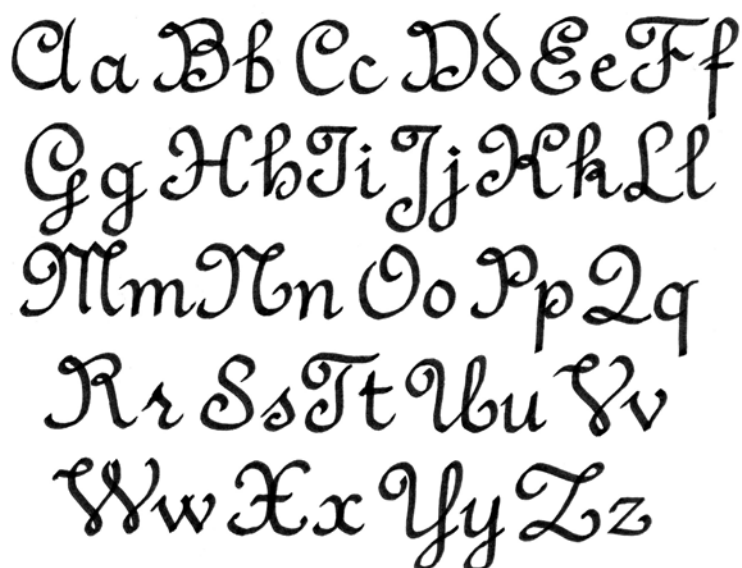 Aa Bb Cc Dd Ee Ff
Gg Hh Ii Jj Kk Ll
Mm Nn Oo Pp Qq
Rr Ss Tt Uu Vv
Ww Xx Yy Zz